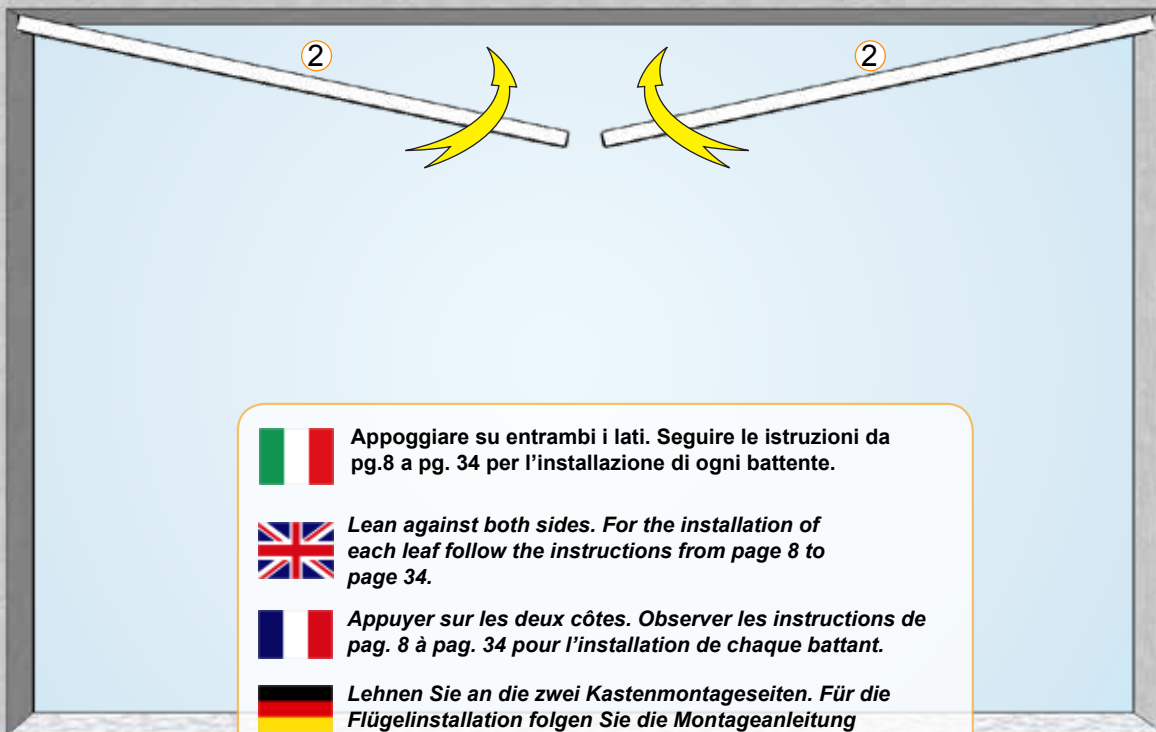 2
2
Appoggiare su entrambi i lati. Seguire le istruzioni da
pg.8 a pg. 34 per l’installazione di ogni battente.
Lean against both sides. For the installation of
each leaf follow the instructions from page 8 to
page 34.
Appuyer sur les deux côtes. Observer les instructions de
pag. 8 à pag. 34 pour l’installation de chaque battant.
Lehnen Sie an die zwei Kastenmontageseiten. Für die
Flügelinstallation folgen Sie die Montageanleitung